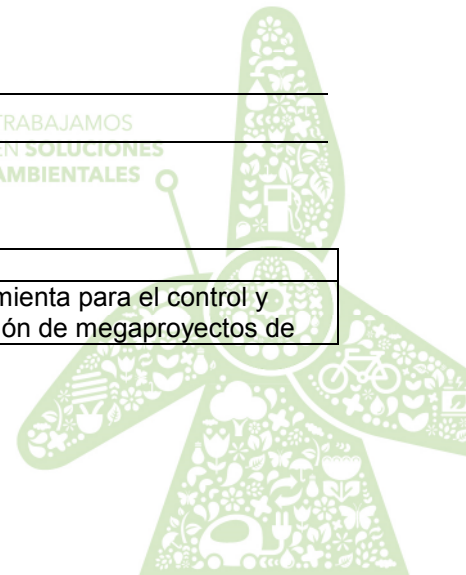 TRABAJAMOS
EN SOLUCIONES
AMBIENTALES
mienta para el control y
ón de megaproyectos de